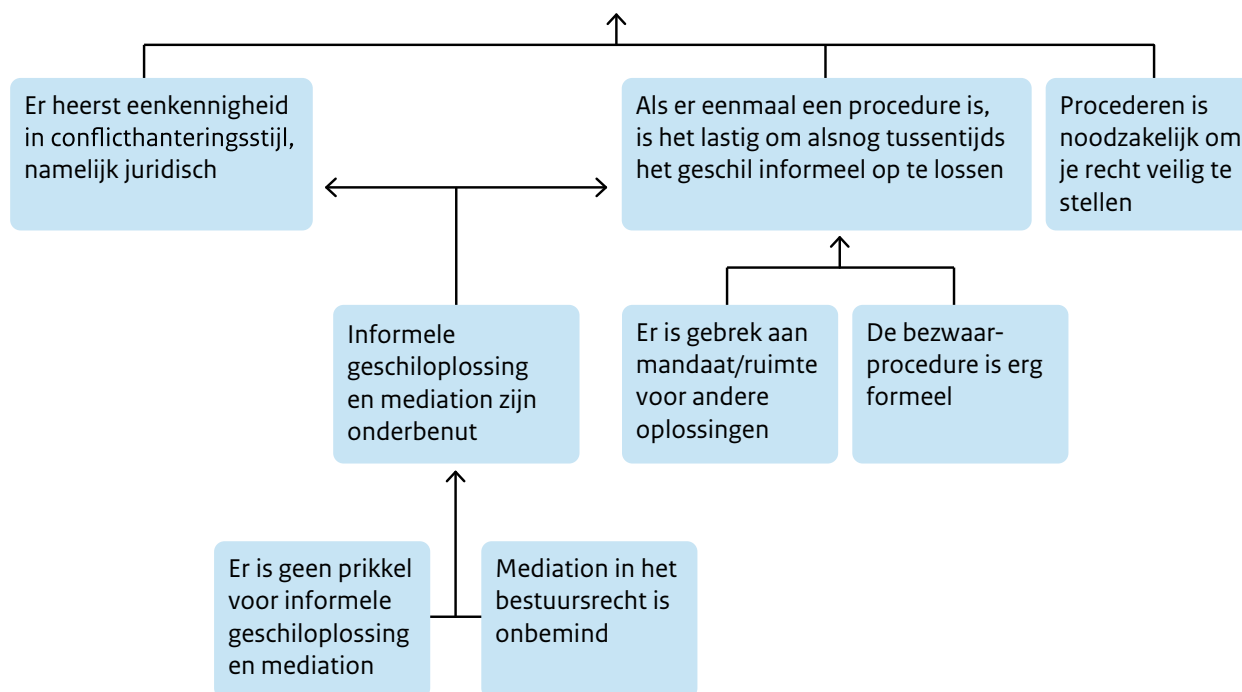 Er heerst eenkennigheid
in conflicthanteringsstijl,
namelijk juridisch
Als er eenmaal een procedure is,
is het lastig om alsnog tussentijds
het geschil informeel op te lossen
Procederen is
noodzakelijk om
je recht veilig te
stellen
Informele
geschiloplossing
en mediation zijn
onderbenut
Er is gebrek aan
mandaat/ruimte
voor andere
oplossingen
De bezwaar-
procedure is erg
formeel
Er is geen prikkel
voor informele
geschiloplossing
en mediation
Mediation in het
bestuursrecht is
onbemind